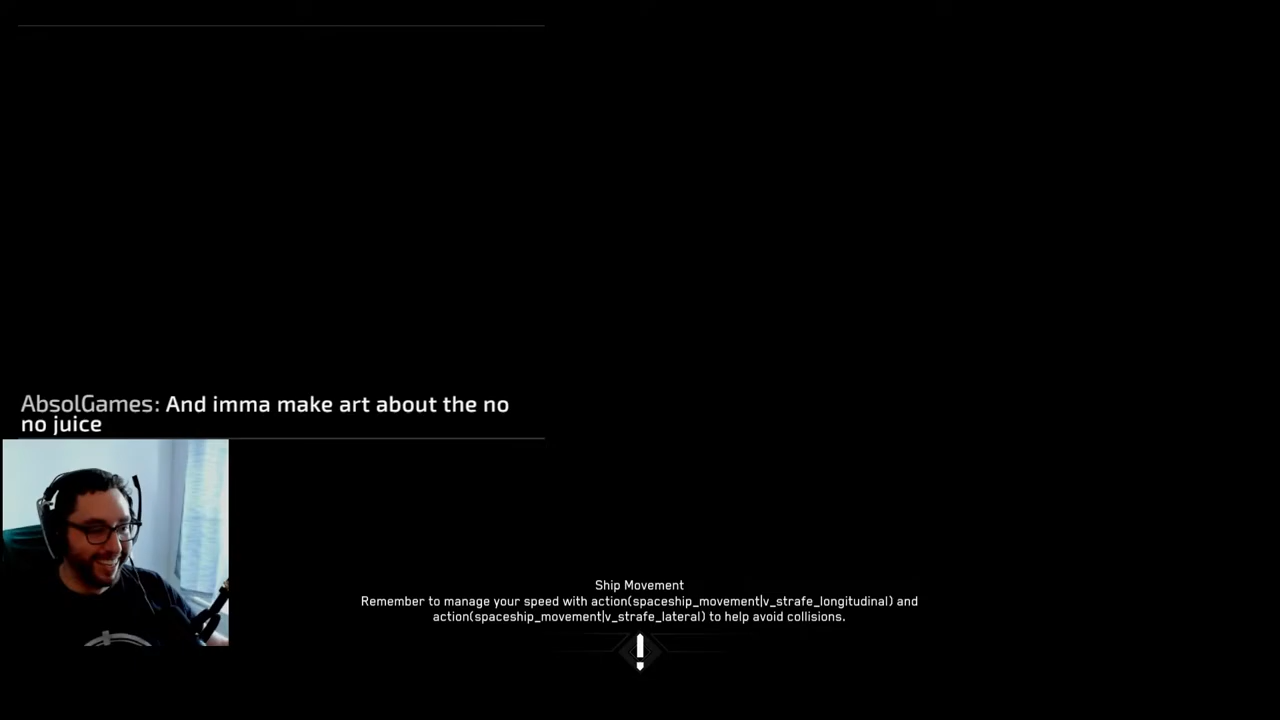 AbsolGames: And imma make art about the no
no juice
Ship Movement
Remember to manage your speed with action(spaceship_movement|v_strafe_longitudinal) and
action(spaceship_movement|v_strafe_lateral) to help avoid collisions.